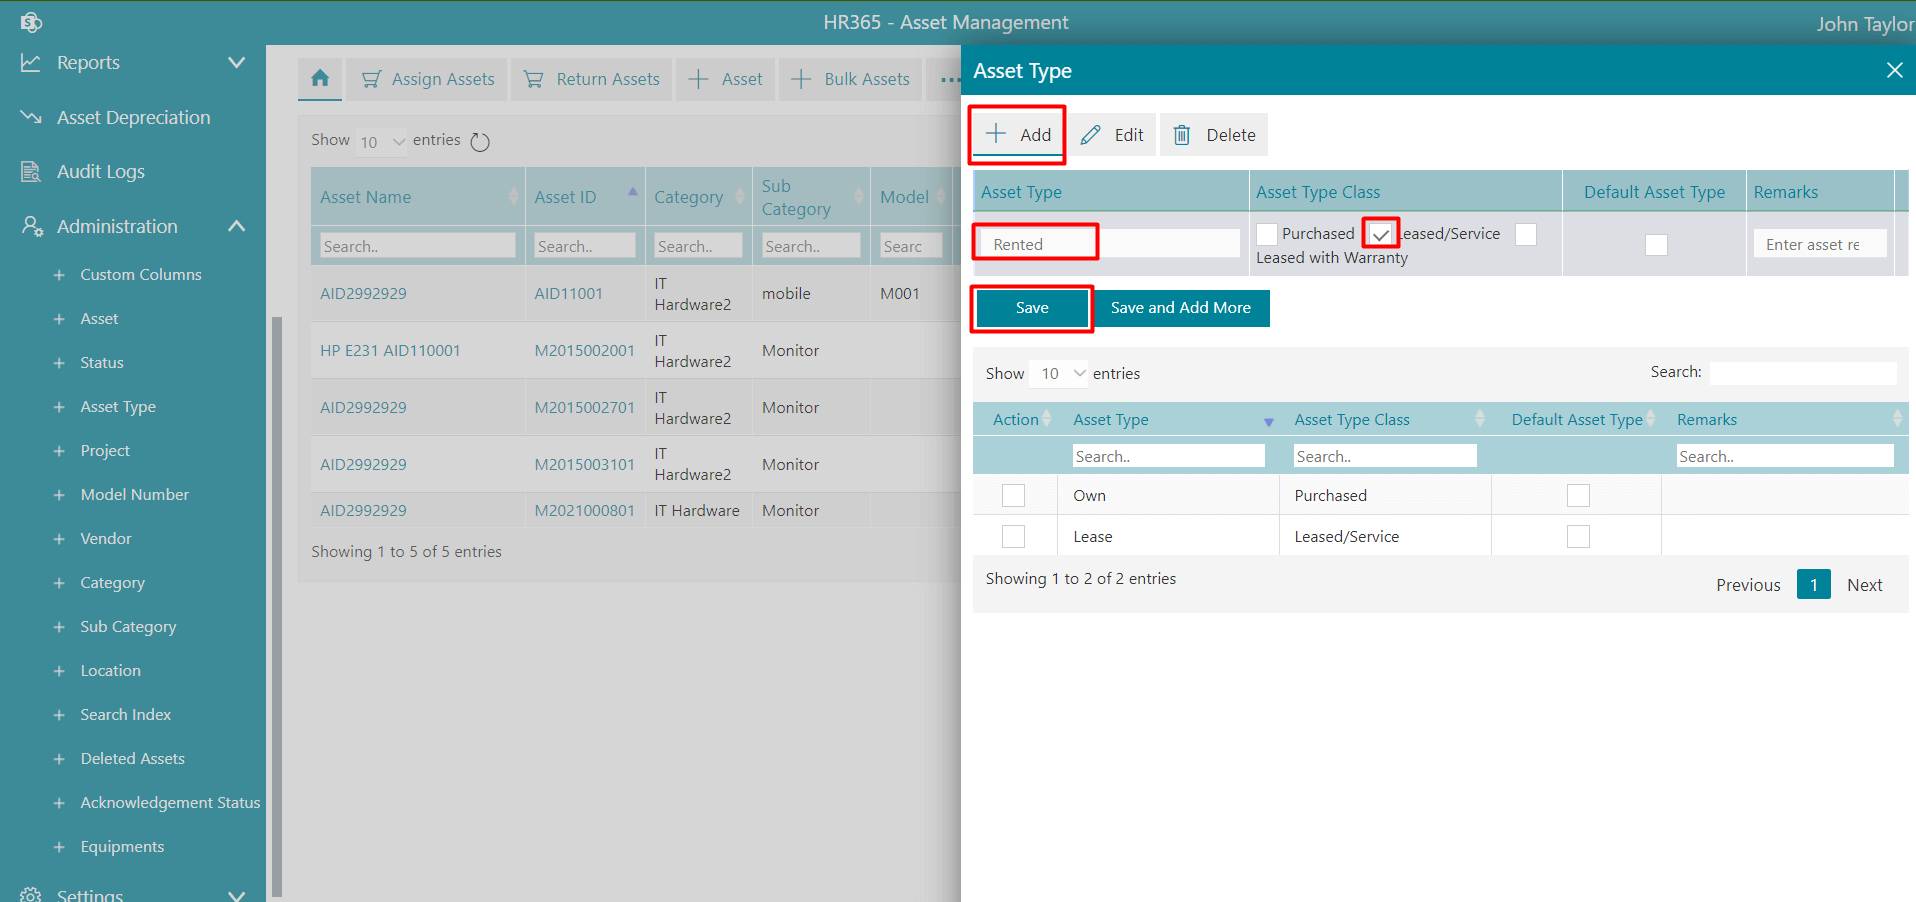 HR365 - Asset Management
John Taylor
Reports
Asset Depreciation
Audit Logs
Administration
Custom Columns
Asset
Status
Asset Type
Project
Model Number
Vendor
Category
Sub Category
Location
Search Index
Deleted Assets
Acknowledgement Status
Equipments
Settings
Assign Assets Return Assets Asset Bulk Assets ...
Show 10 entries
Asset Name Asset ID Category Sub Category Model
Search.. Search.. Search.. Search.. Searc
AID2992929 AID11001 IT Hardware2 mobile M001
HP E231 AID110001 M2015002001 IT Hardware2 Monitor
AID2992929 M2015002701 IT Hardware2 Monitor
AID2992929 M2015003101 IT Hardware2 Monitor
AID2992929 M2021000801 IT Hardware Monitor
Showing 1 to 5 of 5 entries
Asset Type
Add Edit Delete
Asset Type Asset Type Class Default Asset Type Remarks
Rented Purchased Leased/Service Enter asset re
Leased with Warranty
Save Save and Add More
Show 10 entries Search:
Action Asset Type Asset Type Class Default Asset Type Remarks
Search.. Search.. Search..
Own Purchased
Lease Leased/Service
Showing 1 to 2 of 2 entries
Previous 1 Next